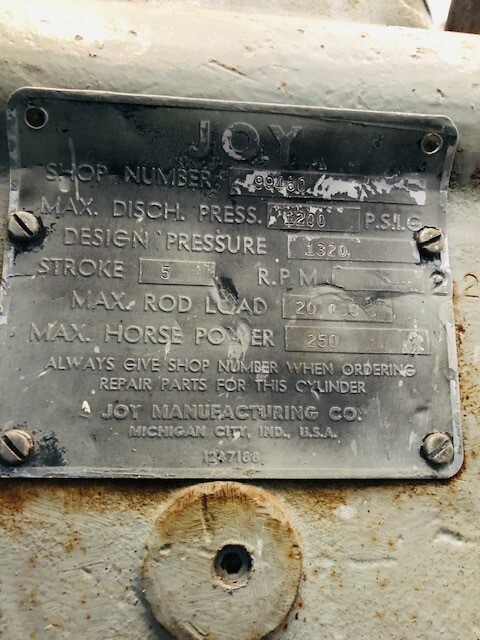 JOY
SHOP NUMBER 99460
MAX. DISCH. PRESS. 1200 P.S.I.G.
DESIGN PRESSURE 1320
STROKE 5 R.P.M.
MAX. ROD LOAD
MAX. HORSE POWER 250
ALWAYS GIVE SHOP NUMBER WHEN ORDERING
REPAIR PARTS FOR THIS CYLINDER
JOY MANUFACTURING CO.
MICHIGAN CITY, IND., U.S.A.
1247188